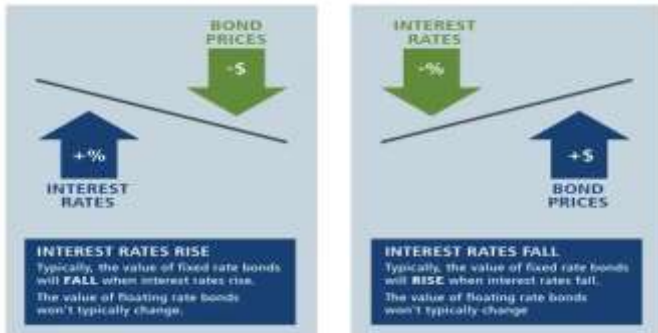 BOND
PRICES
-$
+%
INTEREST
RATES
INTEREST RATES RISE
Typically, the value of fixed rate bonds
will FALL when interest rates rise.
The value of floating rate bonds
won't typically change.
INTEREST
RATES
-%
+$
BOND
PRICES
INTEREST RATES FALL
Typically, the value of fixed rate bonds
will RISE when interest rates fall.
The value of floating rate bonds
won't typically change